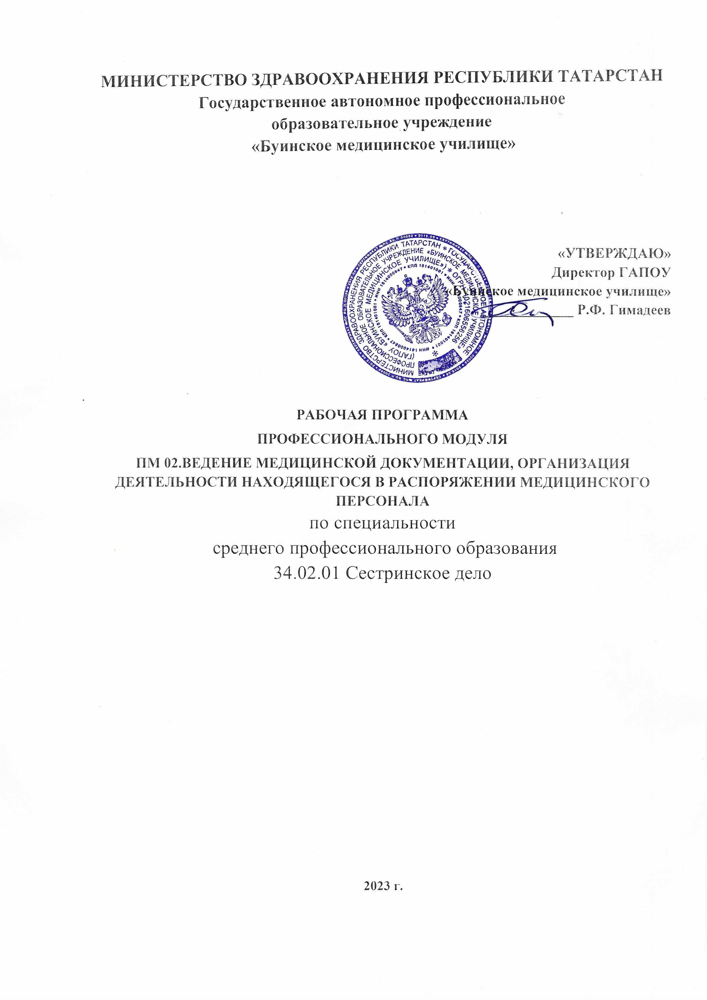 МИНИСТЕРСТВО ЗДРАВООХРАНЕНИЯ РЕСПУБЛИКИ ТАТАРСТАН
Государственное автономное профессиональное
образовательное учреждение
«Буинское медицинское училище»
«УТВЕРЖДАЮ»
Директор ГАПОУ
«Буинское медицинское училище»
Р.Ф. Гимадеев
МИНИСТЕРСТВО ЗДРАВООХРАНЕНИЯ РЕСПУБЛИКИ ТАТАРСТАН * ГОСУДАРСТВЕННОЕ АВТОНОМНОЕ
ПРОФЕССИОНАЛЬНОЕ ОБРАЗОВАТЕЛЬНОЕ УЧРЕЖДЕНИЕ «БУИНСКОЕ МЕДИЦИНСКОЕ УЧИЛИЩЕ»
(ГАПОУ «БУИНСКОЕ МЕДИЦИНСКОЕ УЧИЛИЩЕ») * ОГРН 1021606556256 *
ИНН 1614000847 • КПП 161401001
РАБОЧАЯ ПРОГРАММА
ПРОФЕССИОНАЛЬНОГО МОДУЛЯ
ПМ 02.ВЕДЕНИЕ МЕДИЦИНСКОЙ ДОКУМЕНТАЦИИ, ОРГАНИЗАЦИЯ
ДЕЯТЕЛЬНОСТИ НАХОДЯЩЕГОСЯ В РАСПОРЯЖЕНИИ МЕДИЦИНСКОГО
ПЕРСОНАЛА
по специальности
среднего профессионального образования
34.02.01 Сестринское дело
2023 г.